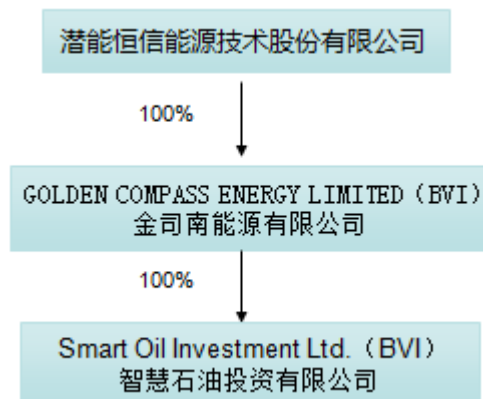 潜能恒信能源技术股份有限公司
100%
GOLDEN COMPASS ENERGY LIMITED（BVI）
金司南能源有限公司
100%
Smart Oil Investment Ltd.（BVI）
智慧石油投资有限公司